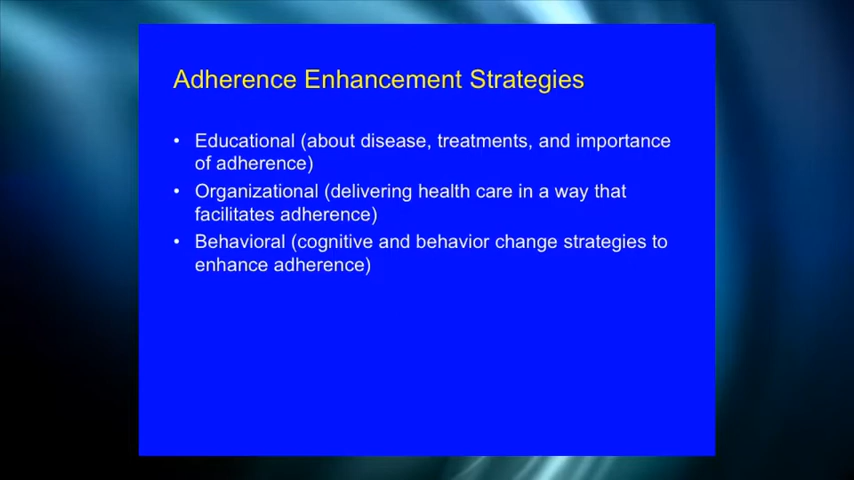 Adherence Enhancement Strategies
• Educational (about disease, treatments, and importance
of adherence)
• Organizational (delivering health care in a way that
facilitates adherence)
• Behavioral (cognitive and behavior change strategies to
enhance adherence)